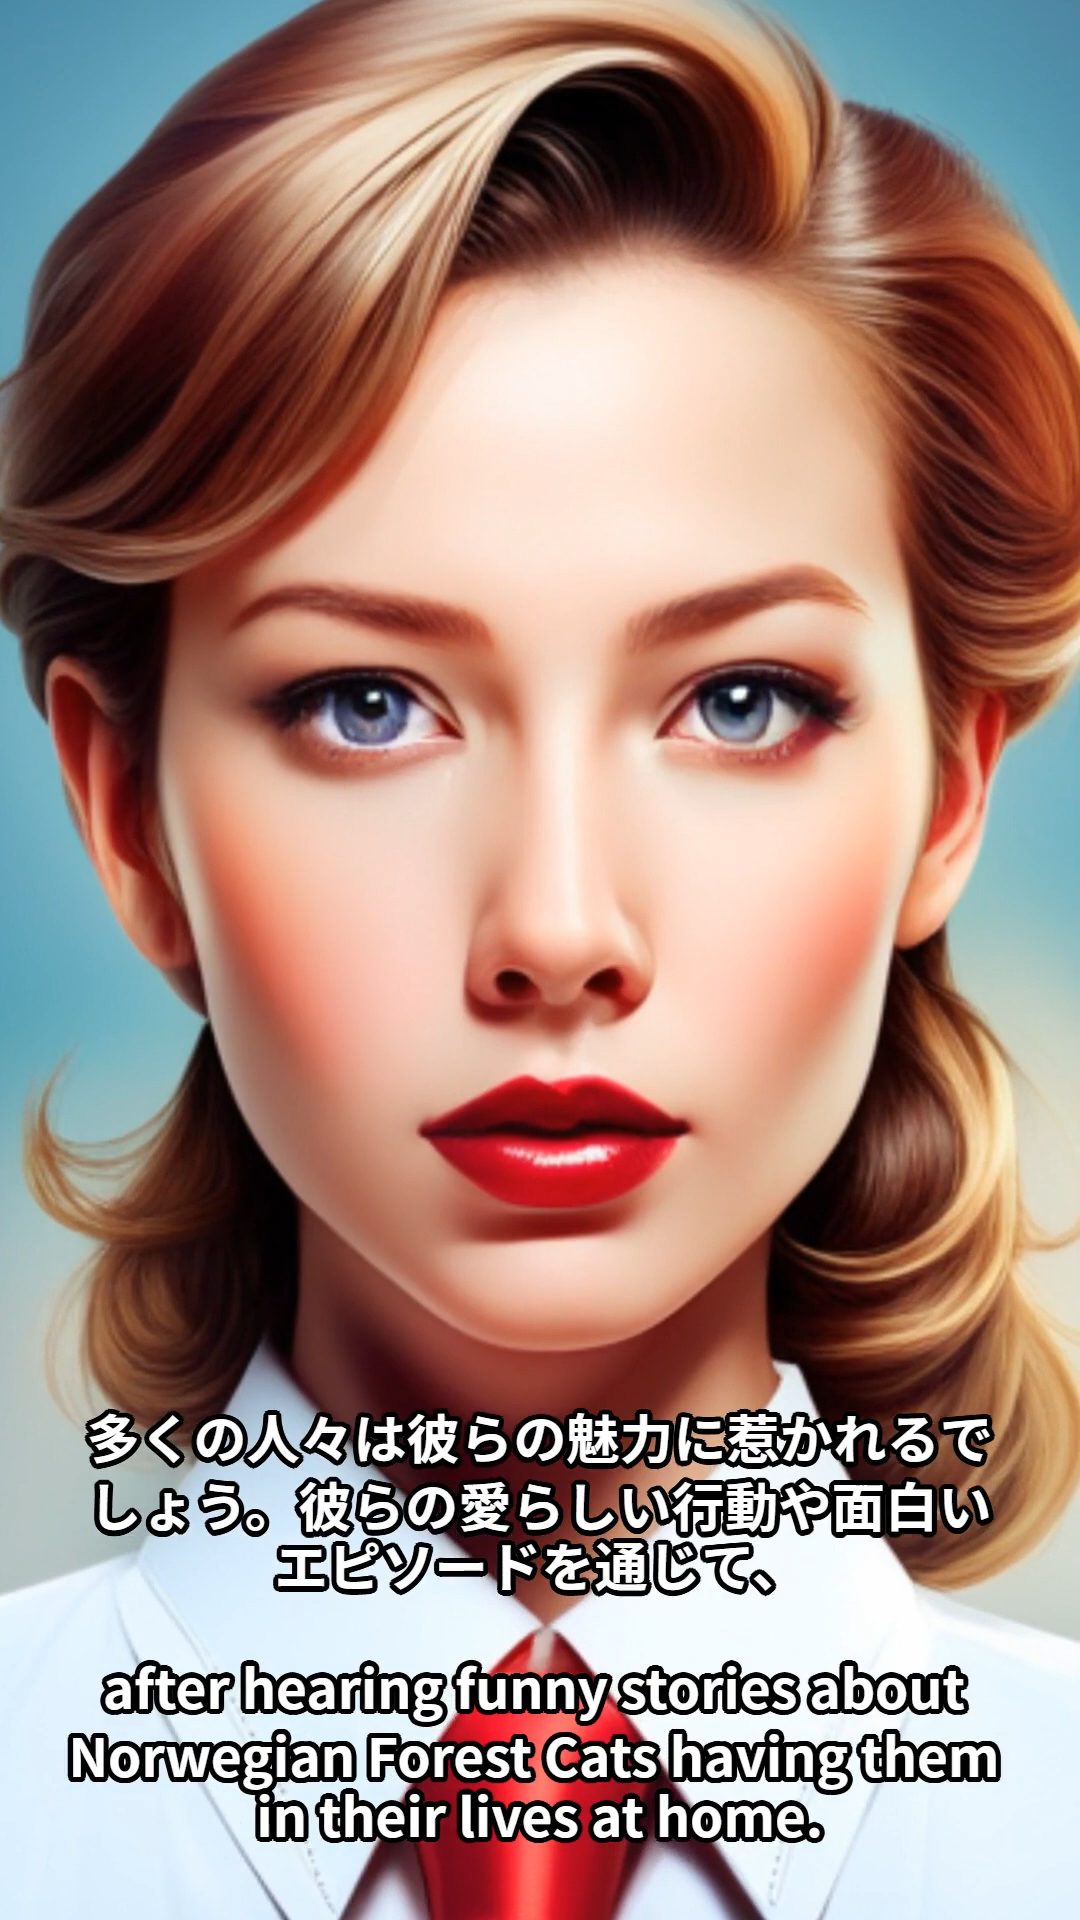 多くの人々は彼らの魅力に惹かれるで
しょう。彼らの愛らしい行動や面白い
エピソードを通じて、
after hearing funny stories about
Norwegian Forest Cats having them
in their lives at home.